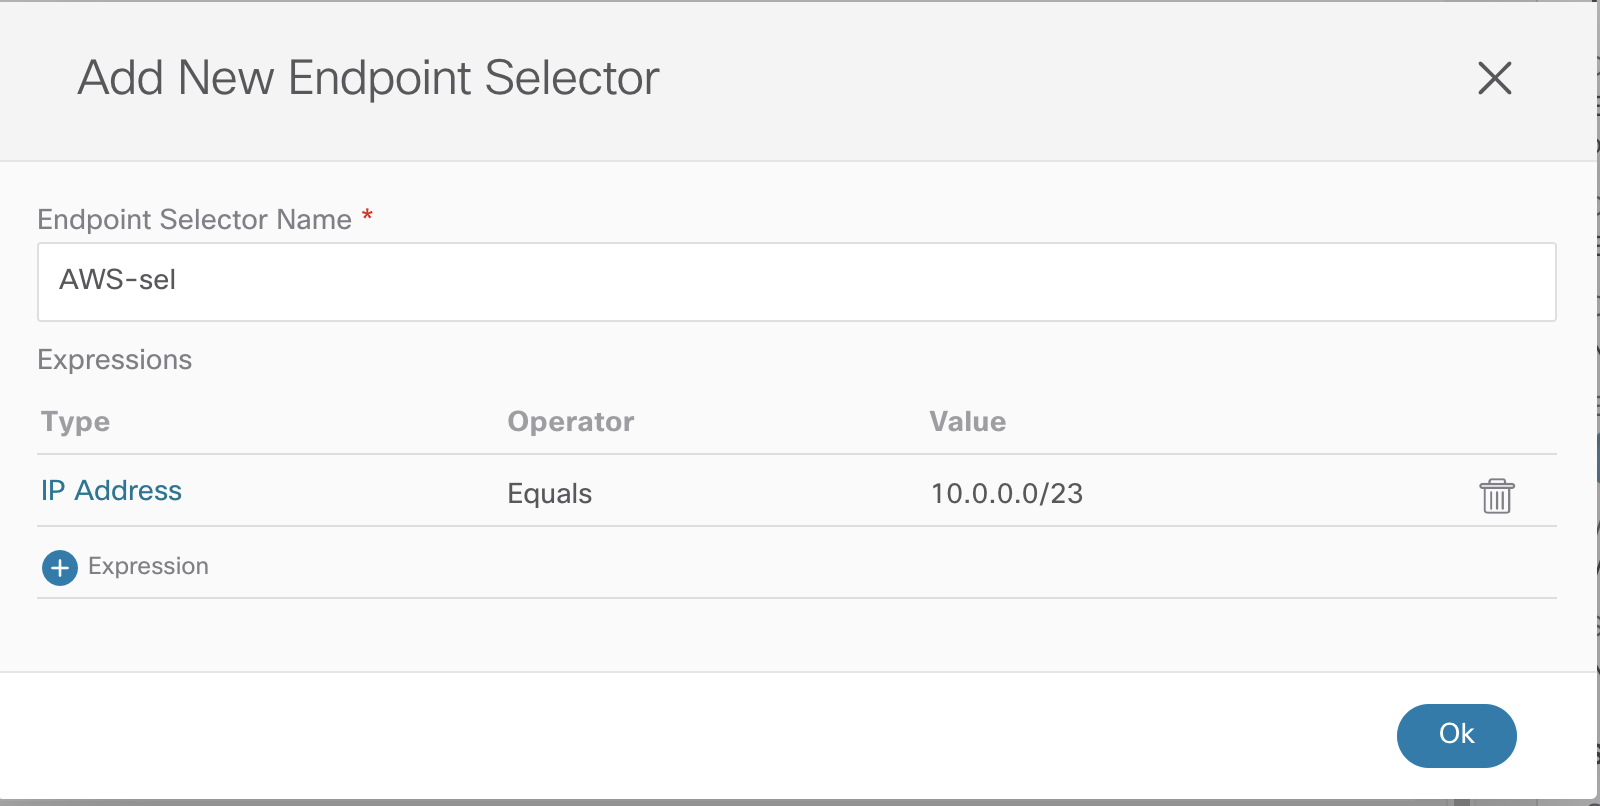 Add New Endpoint Selector
Endpoint Selector Name *
AWS-sel
Expressions
Type Operator Value
IP Address Equals 10.0.0.0/23
Expression
Ok